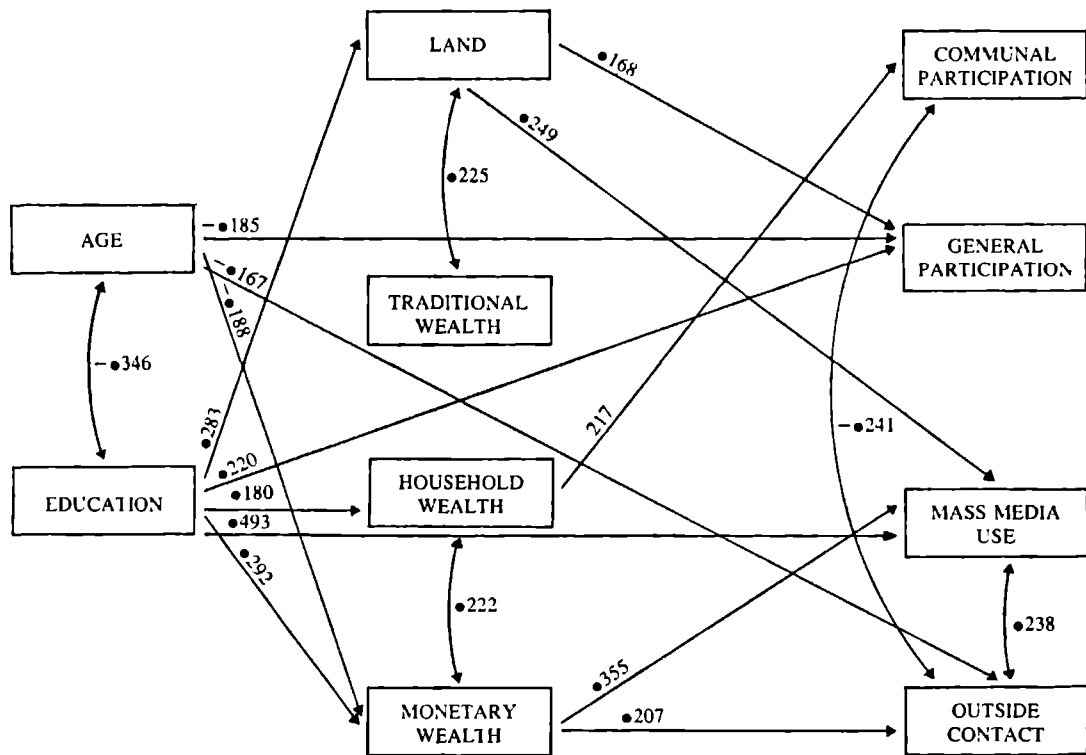 LAND
COMMUNAL
PARTICIPATION
●168
●249
●225
AGE
−●185
GENERAL
PARTICIPATION
−●167
−●188
TRADITIONAL
WEALTH
−●346
●283
217
−●241
●220
EDUCATION
●180
HOUSEHOLD
WEALTH
●493
MASS MEDIA
USE
●292
●222
●238
●355
MONETARY
WEALTH
●207
OUTSIDE
CONTACT